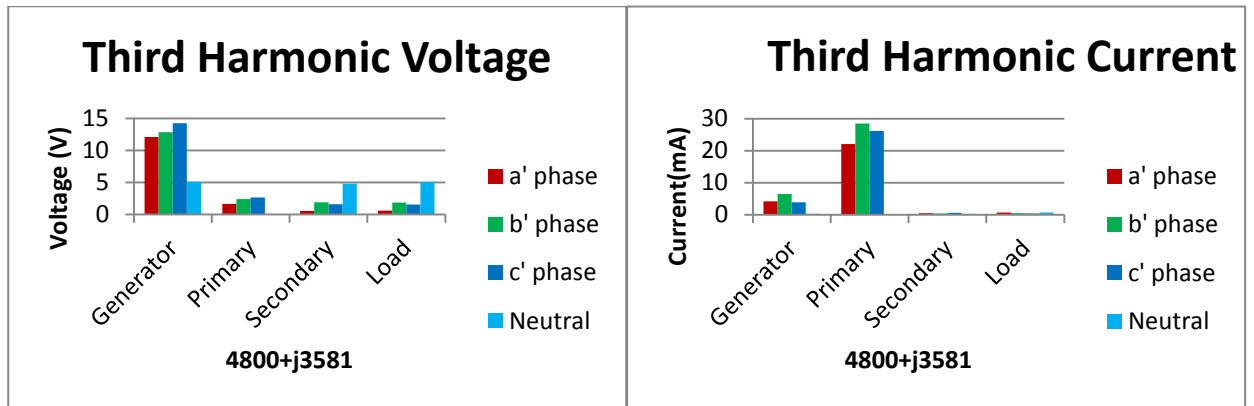 Third Harmonic Voltage
Voltage (V)
15
10
5
0
Generator
Primary
Secondary
Load
4800+j3581
a' phase
b' phase
c' phase
Neutral
Third Harmonic Current
Current(mA)
30
20
10
0
Generator
Primary
Secondary
Load
4800+j3581
a' phase
b' phase
c' phase
Neutral